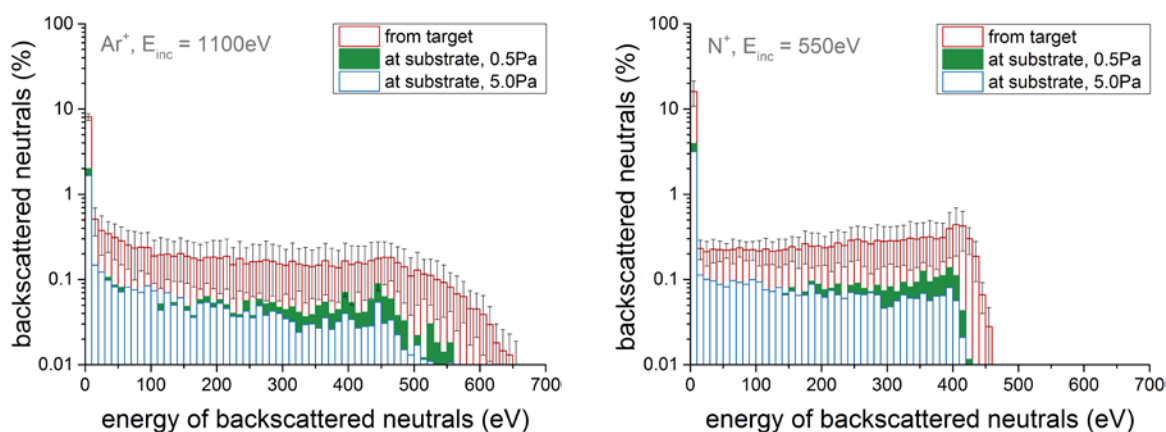 Ar+, Einc = 1100eV
from target
at substrate, 0.5Pa
at substrate, 5.0Pa
backscattered neutrals (%)
100
10
1
0.1
0.01
0 100 200 300 400 500 600 700
energy of backscattered neutrals (eV)
N+, Einc = 550eV
from target
at substrate, 0.5Pa
at substrate, 5.0Pa
backscattered neutrals (%)
100
10
1
0.1
0.01
0 100 200 300 400 500 600 700
energy of backscattered neutrals (eV)